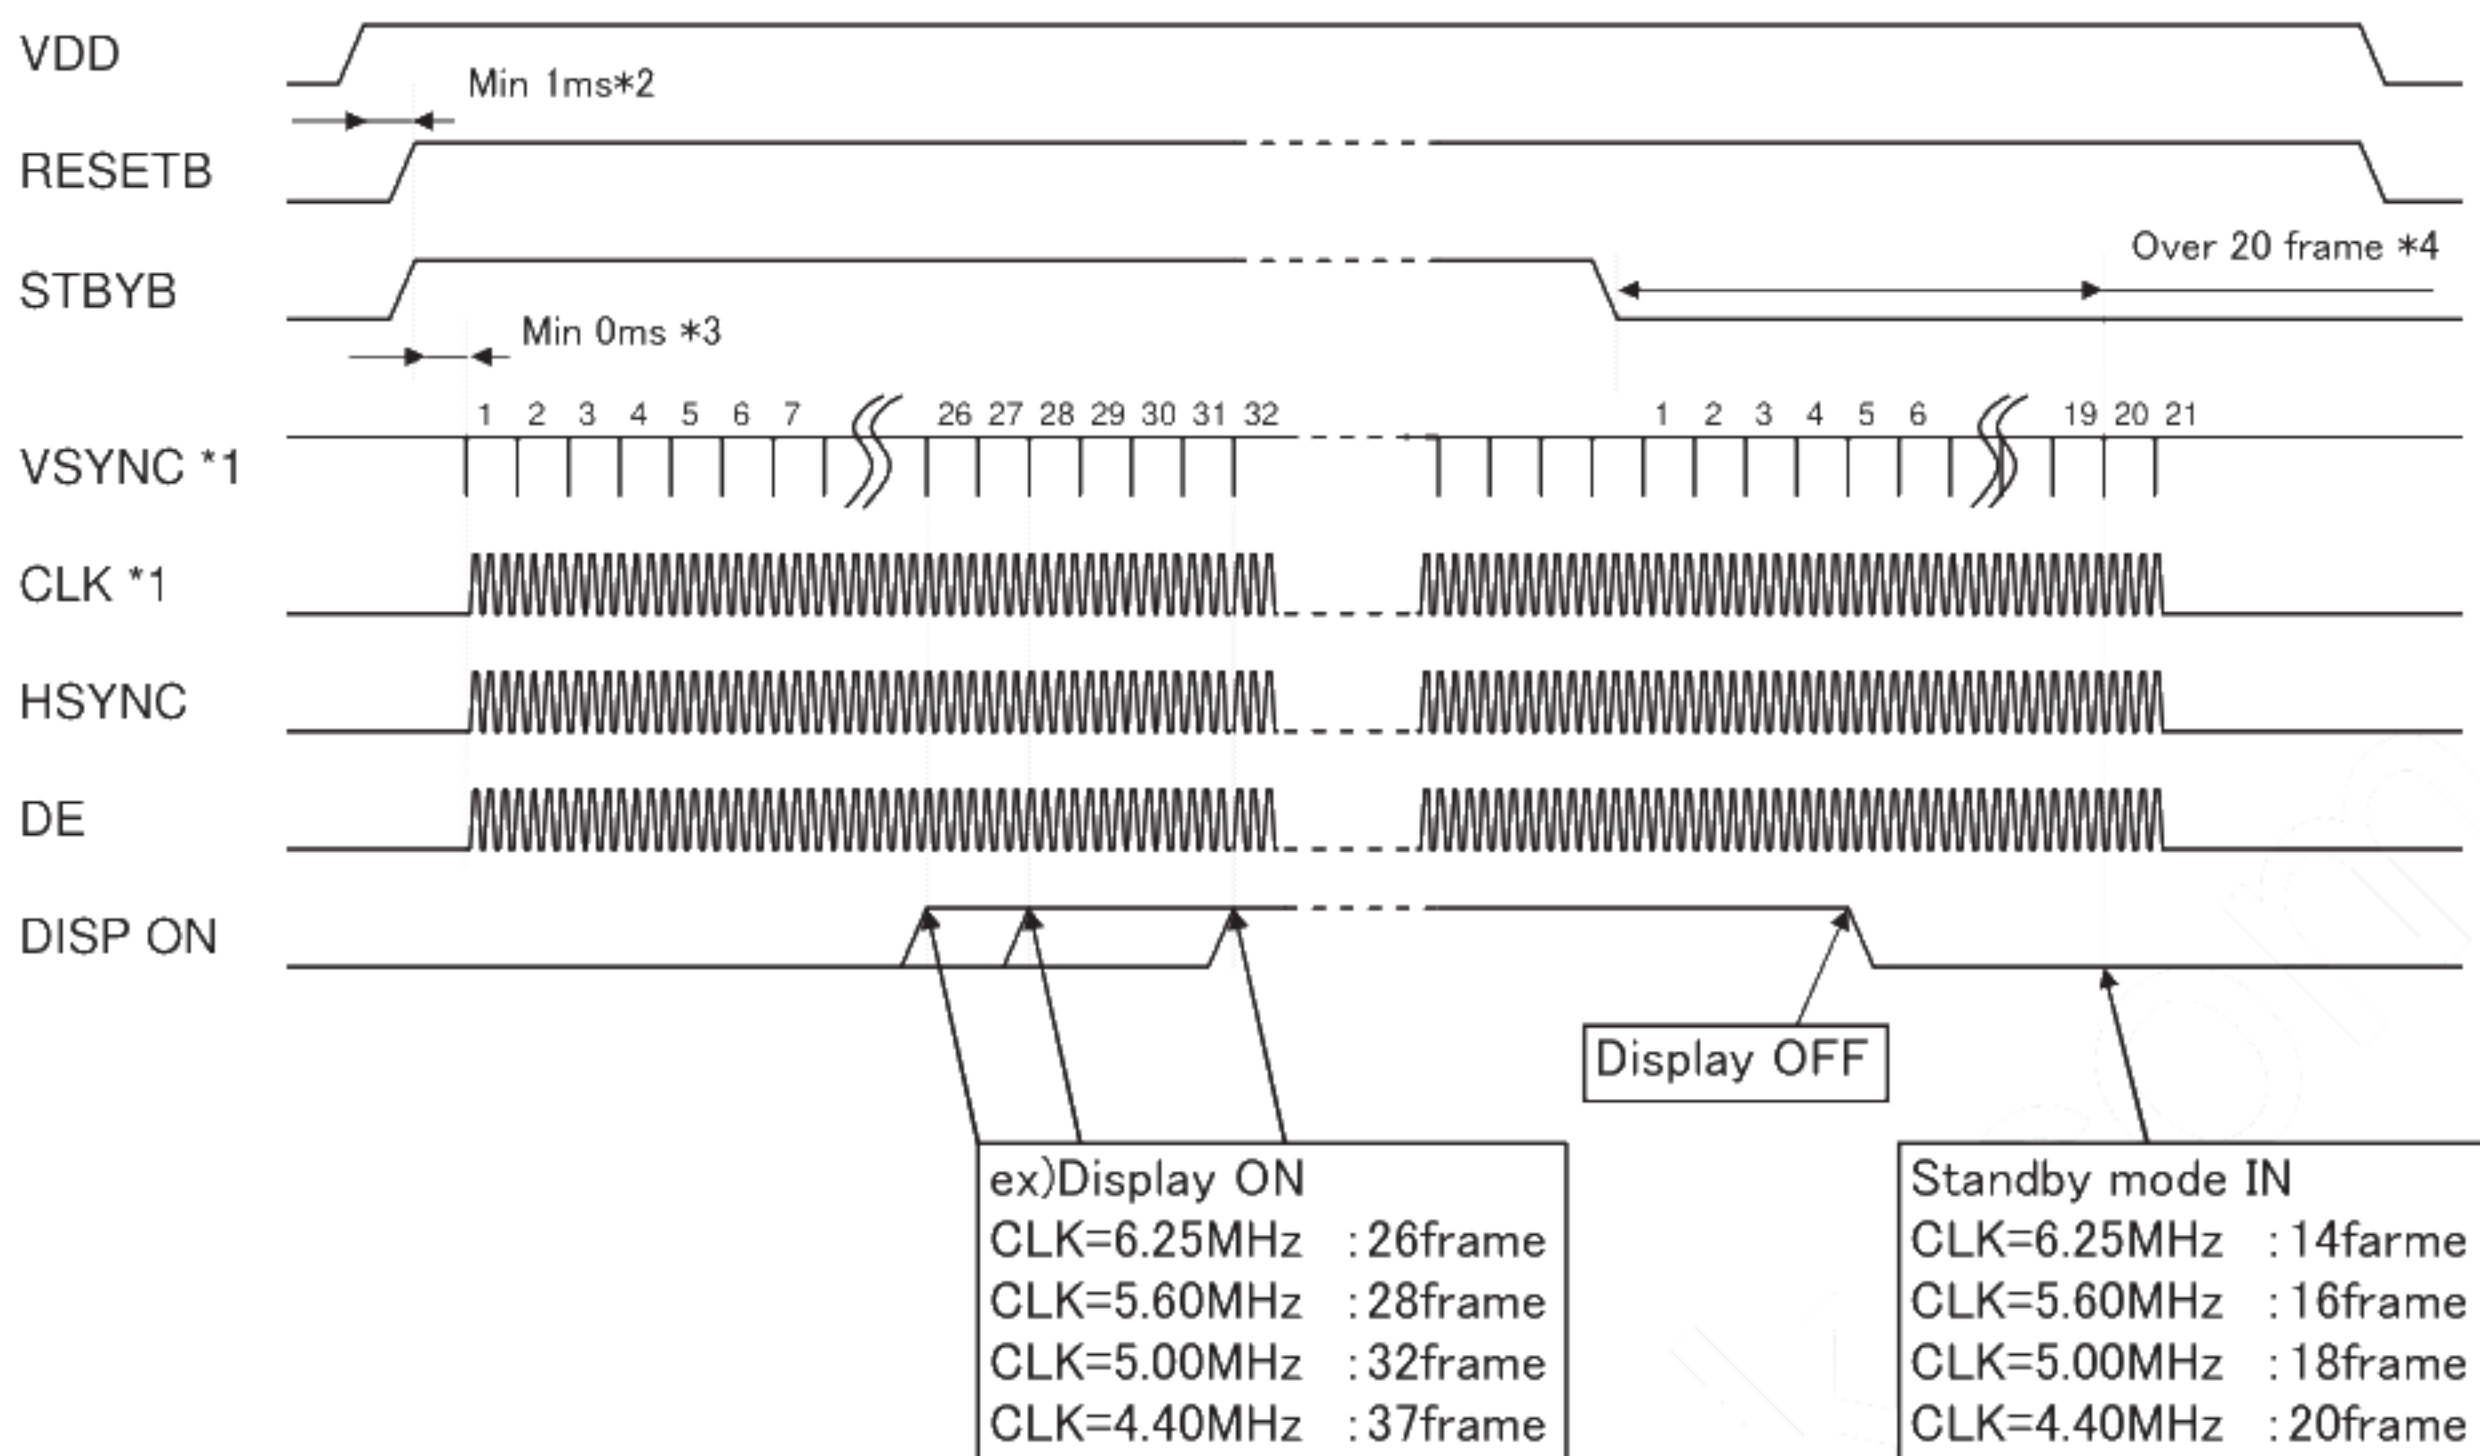 VDD
Min 1ms*2
RESETB
Over 20 frame *4
STBYB
Min 0ms *3
1 2 3 4 5 6 7 26 27 28 29 30 31 32 1 2 3 4 5 6 19 20 21
VSYNC *1
CLK *1
HSYNC
DE
DISP ON
Display OFF
ex)Display ON
CLK=6.25MHz :26frame
CLK=5.60MHz :28frame
CLK=5.00MHz :32frame
CLK=4.40MHz :37frame
Standby mode IN
CLK=6.25MHz :14farme
CLK=5.60MHz :16frame
CLK=5.00MHz :18frame
CLK=4.40MHz :20frame